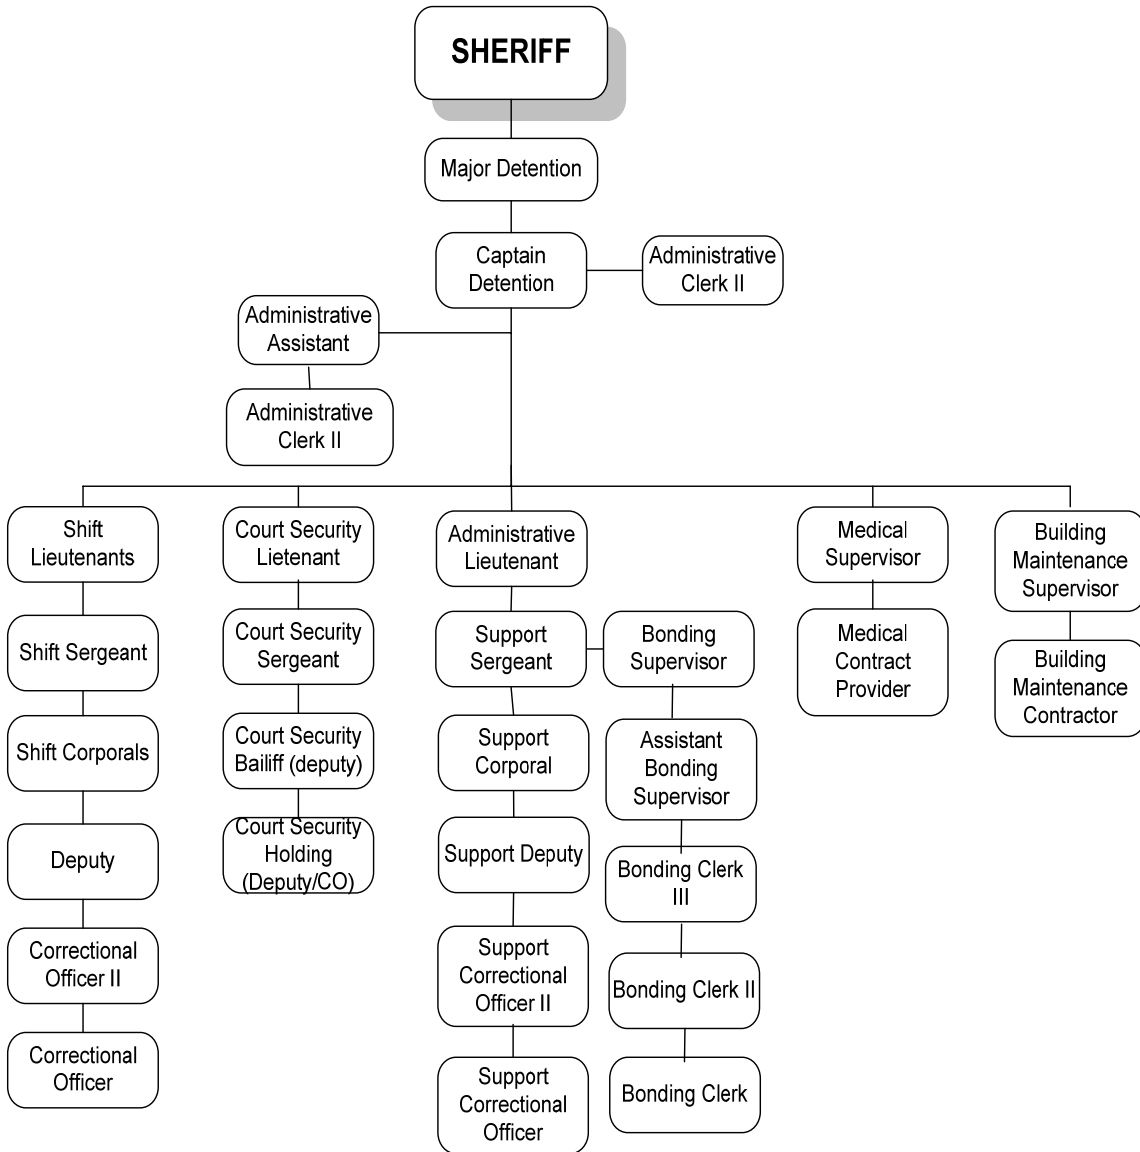 SHERIFF
Major Detention
Captain
Detention
Administrative
Clerk II
Administrative
Assistant
Administrative
Clerk II
Shift
Lieutenants
Shift Sergeant
Shift Corporals
Deputy
Correctional
Officer II
Correctional
Officer
Court Security
Lietenant
Court Security
Sergeant
Court Security
Bailiff (deputy)
Court Security
Holding
(Deputy/CO)
Administrative
Lieutenant
Support
Sergeant
Support
Corporal
Support Deputy
Support
Correctional
Officer II
Support
Correctional
Officer
Bonding
Supervisor
Assistant
Bonding
Supervisor
Bonding Clerk
III
Bonding Clerk II
Bonding Clerk
Medical
Supervisor
Medical
Contract
Provider
Building
Maintenance
Supervisor
Building
Maintenance
Contractor